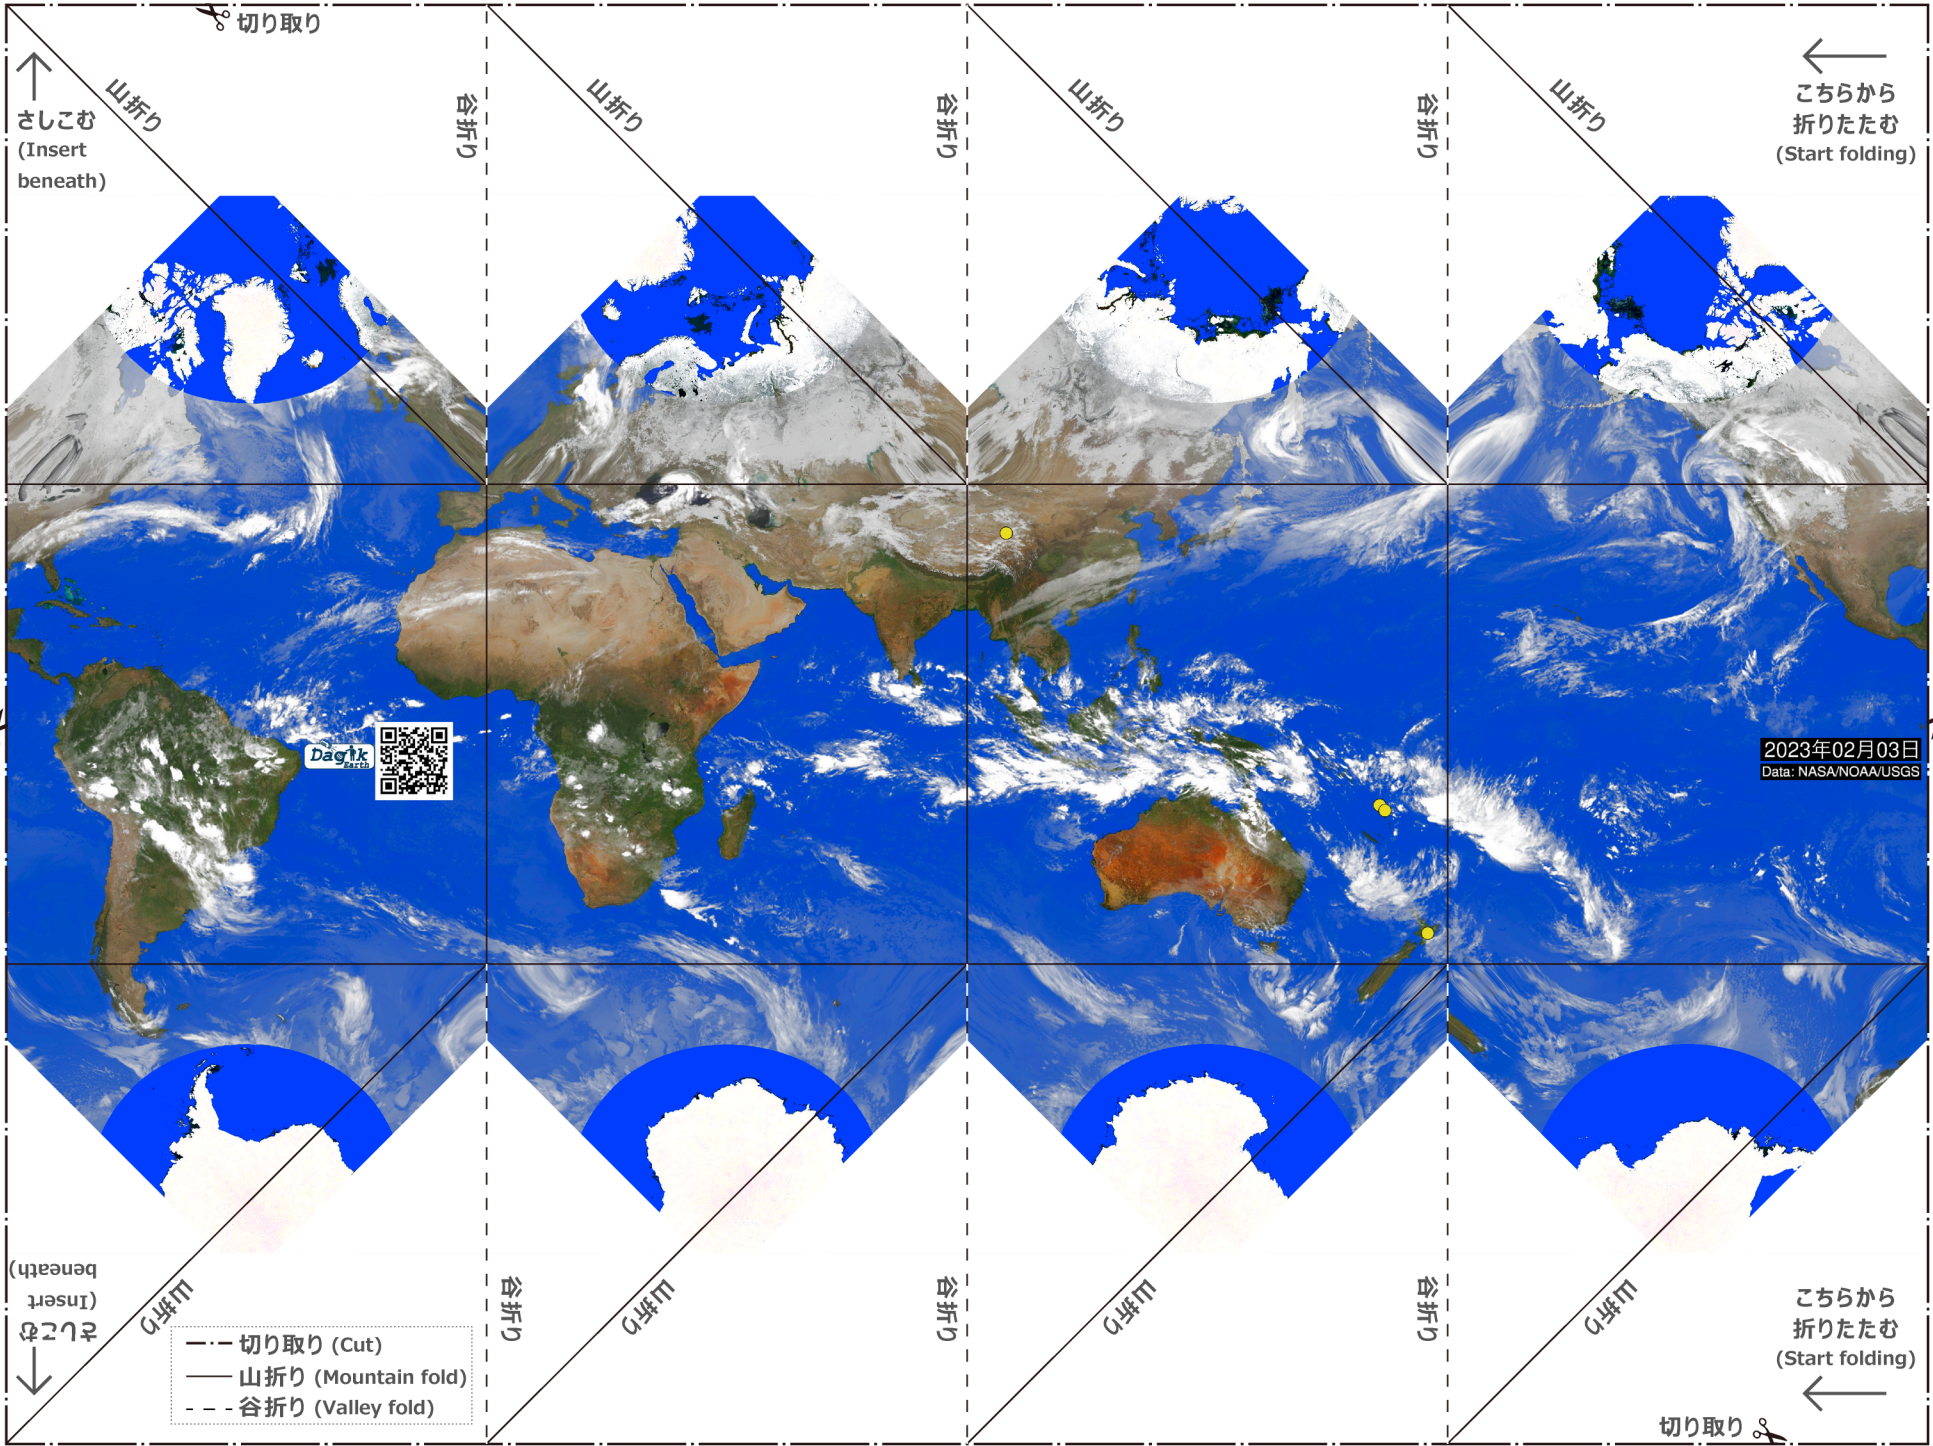 切り取り
山折り
谷折り
山折り
谷折り
山折り
谷折り
山折り
さしこむ
(Insert
beneath)
こちらから
折りたたむ
(Start folding)
Dagik
Earth
2023年02月03日
Data: NASA/NOAA/USGS
さしこむ
(Insert
beneath)
山折り
谷折り
山折り
谷折り
山折り
谷折り
山折り
こちらから
折りたたむ
(Start folding)
切り取り (Cut)
山折り (Mountain fold)
谷折り (Valley fold)
切り取り